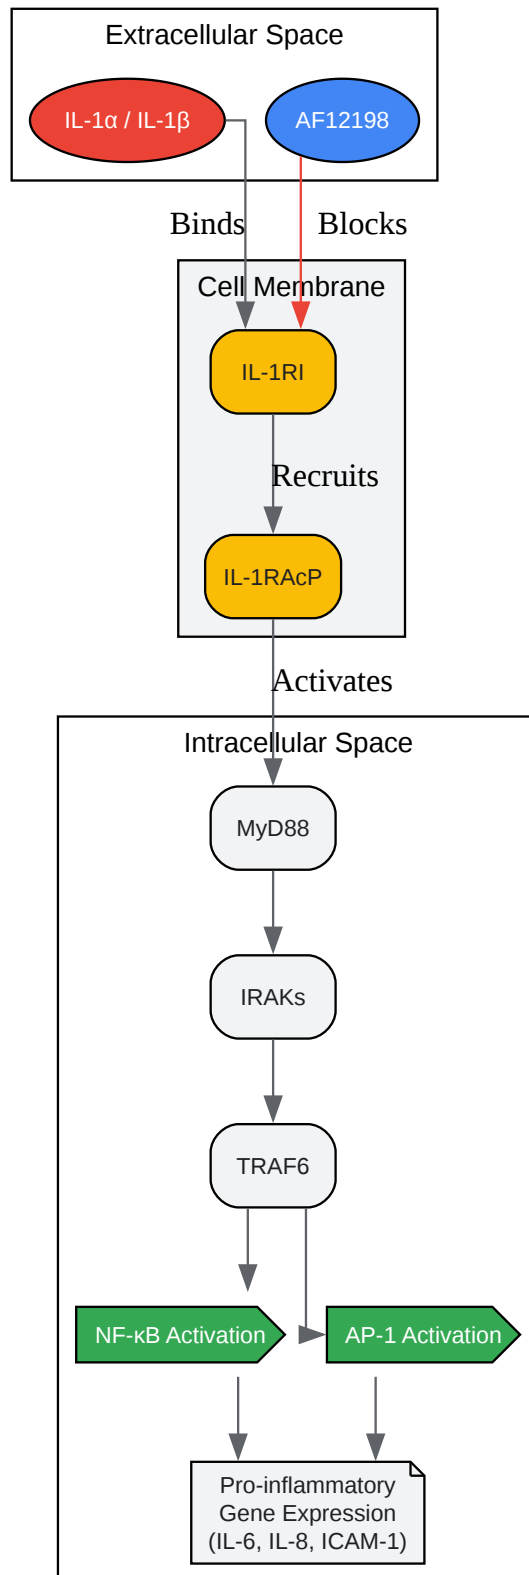 Extracellular Space
IL-1α / IL-1β
AF12198
Binds
Blocks
Cell Membrane
IL-1RI
Recruits
IL-1RAcP
Activates
Intracellular Space
MyD88
IRAKs
TRAF6
NF-κB Activation
AP-1 Activation
Pro-inflammatory
Gene Expression
(IL-6, IL-8, ICAM-1)